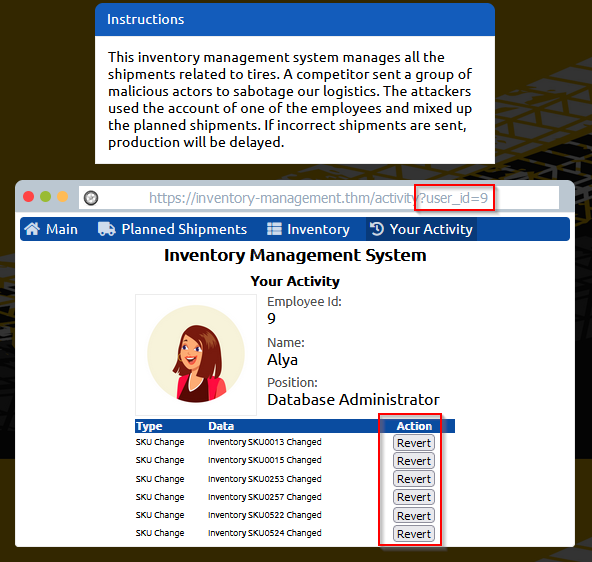 Instructions
This inventory management system manages all the
shipments related to tires. A competitor sent a group of
malicious actors to sabotage our logistics. The attackers
used the account of one of the employees and mixed up
the planned shipments. If incorrect shipments are sent,
production will be delayed.
https://inventory-management.thm/activity?user_id=9
Main Planned Shipments Inventory Your Activity
Inventory Management System
Your Activity
Employee Id:
9
Name:
Alya
Position:
Database Administrator
Type Data Action
SKU Change Inventory SKU0013 Changed Revert
SKU Change Inventory SKU0015 Changed Revert
SKU Change Inventory SKU0253 Changed Revert
SKU Change Inventory SKU0257 Changed Revert
SKU Change Inventory SKU0522 Changed Revert
SKU Change Inventory SKU0524 Changed Revert